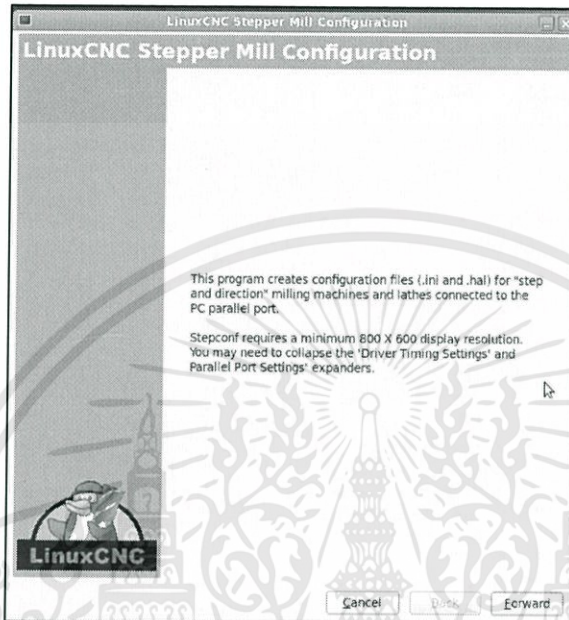 LinuxCNC Stepper Mill Configuration
LinuxCNC Stepper Mill Configuration
This program creates configuration files (.ini and .hal) for "step
and direction" milling machines and lathes connected to the
PC parallel port.
Stepconf requires a minimum 800 X 600 display resolution.
You may need to collapse the 'Driver Timing Settings' and
Parallel Port Settings' expanders.
LinuxCNC
Cancel
Back
Forward